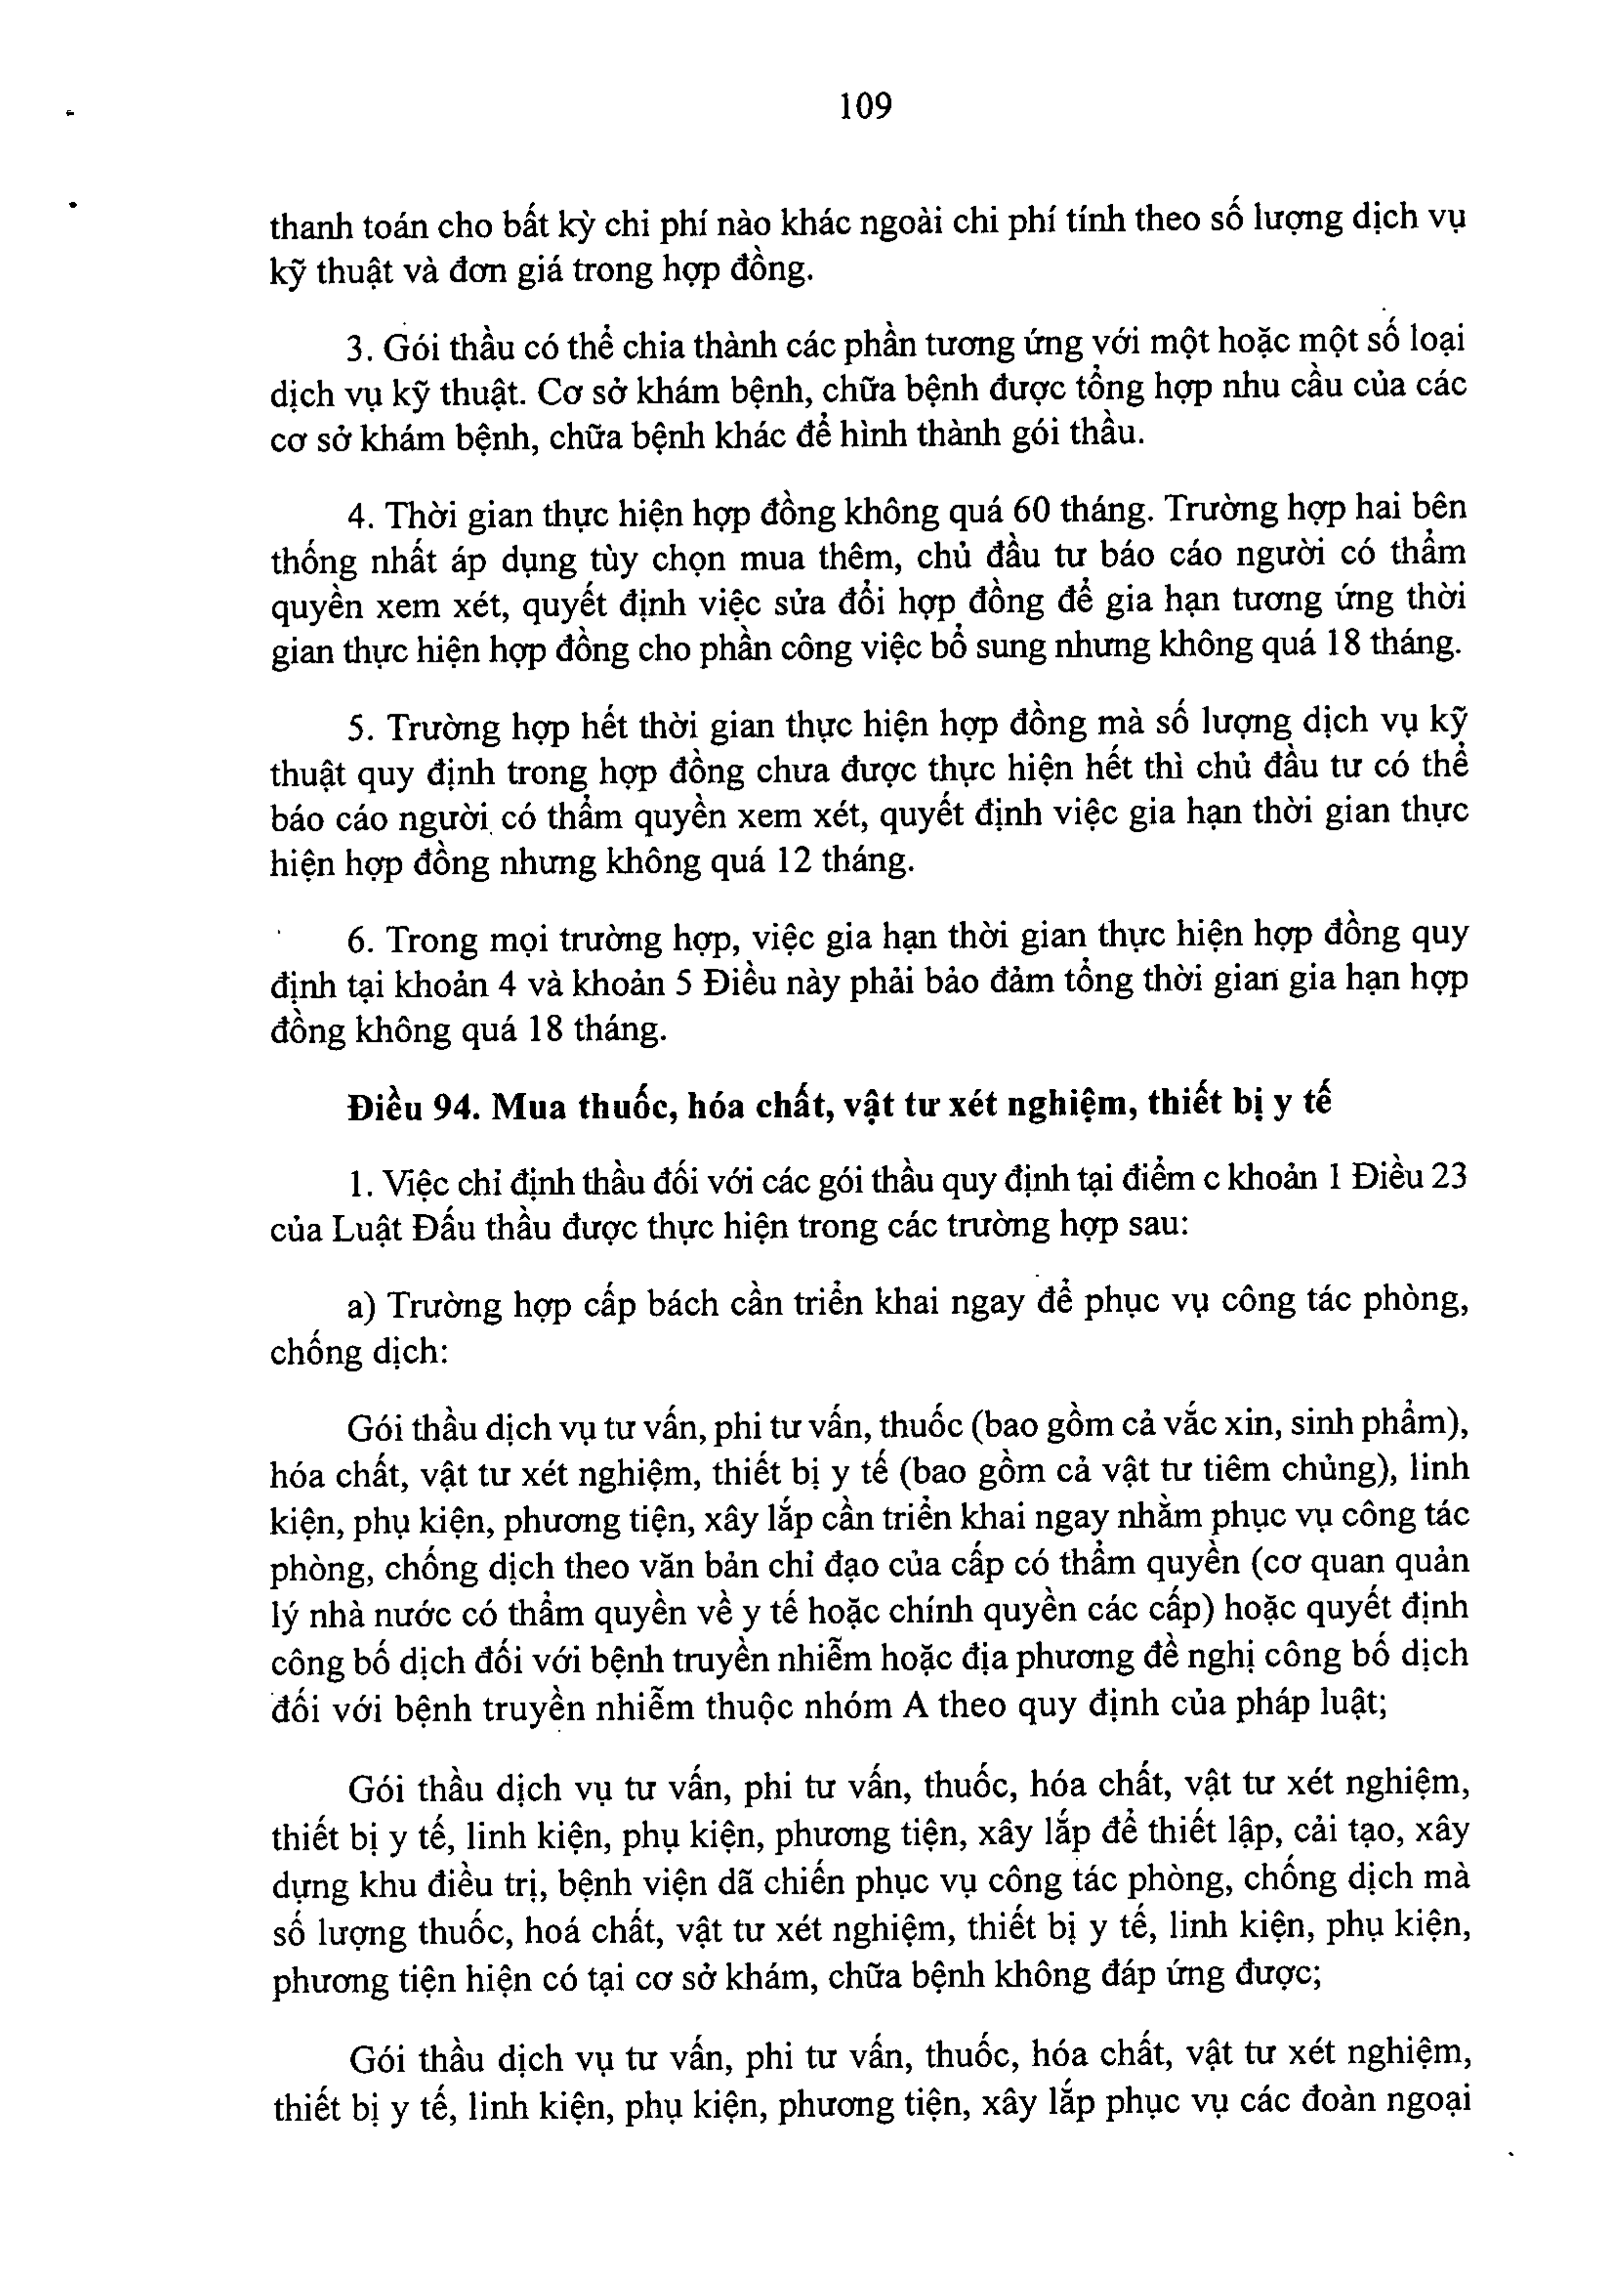 109
thanh toán cho bất kỳ chi phí nào khác ngoài chi phí tính theo số lượng dịch vụ
kỹ thuật và đơn giá trong hợp đồng.
3. Gói thầu có thể chia thành các phần tương ứng với một hoặc một số loại
dịch vụ kỹ thuật. Cơ sở khám bệnh, chữa bệnh được tổng hợp nhu cầu của các
cơ sở khám bệnh, chữa bệnh khác để hình thành gói thầu.
4. Thời gian thực hiện hợp đồng không quá 60 tháng. Trường hợp hai bên
thống nhất áp dụng tùy chọn mua thêm, chủ đầu tư báo cáo người có thẩm
quyền xem xét, quyết định việc sửa đổi hợp đồng để gia hạn tương ứng thời
gian thực hiện hợp đồng cho phần công việc bổ sung nhưng không quá 18 tháng.
5. Trường hợp hết thời gian thực hiện hợp đồng mà số lượng dịch vụ kỹ
thuật quy định trong hợp đồng chưa được thực hiện hết thì chủ đầu tư có thể
báo cáo người có thẩm quyền xem xét, quyết định việc gia hạn thời gian thực
hiện hợp đồng nhưng không quá 12 tháng.
6. Trong mọi trường hợp, việc gia hạn thời gian thực hiện hợp đồng quy
định tại khoản 4 và khoản 5 Điều này phải bảo đảm tổng thời gian gia hạn hợp
đồng không quá 18 tháng.
Điều 94. Mua thuốc, hóa chất, vật tư xét nghiệm, thiết bị y tế
1. Việc chỉ định thầu đối với các gói thầu quy định tại điểm c khoản 1 Điều 23
của Luật Đấu thầu được thực hiện trong các trường hợp sau:
a) Trường hợp cấp bách cần triển khai ngay để phục vụ công tác phòng,
chống dịch:
Gói thầu dịch vụ tư vấn, phi tư vấn, thuốc (bao gồm cả vắc xin, sinh phẩm),
hóa chất, vật tư xét nghiệm, thiết bị y tế (bao gồm cả vật tư tiêm chủng), linh
kiện, phụ kiện, phương tiện, xây lắp cần triển khai ngay nhằm phục vụ công tác
phòng, chống dịch theo văn bản chỉ đạo của cấp có thẩm quyền (cơ quan quản
lý nhà nước có thẩm quyền về y tế hoặc chính quyền các cấp) hoặc quyết định
công bố dịch đối với bệnh truyền nhiễm hoặc địa phương đề nghị công bố dịch
đối với bệnh truyền nhiễm thuộc nhóm A theo quy định của pháp luật;
Gói thầu dịch vụ tư vấn, phi tư vấn, thuốc, hóa chất, vật tư xét nghiệm,
thiết bị y tế, linh kiện, phụ kiện, phương tiện, xây lắp để thiết lập, cải tạo, xây
dựng khu điều trị, bệnh viện dã chiến phục vụ công tác phòng, chống dịch mà
số lượng thuốc, hoá chất, vật tư xét nghiệm, thiết bị y tế, linh kiện, phụ kiện,
phương tiện hiện có tại cơ sở khám, chữa bệnh không đáp ứng được;
Gói thầu dịch vụ tư vấn, phi tư vấn, thuốc, hóa chất, vật tư xét nghiệm,
thiết bị y tế, linh kiện, phụ kiện, phương tiện, xây lắp phục vụ các đoàn ngoại